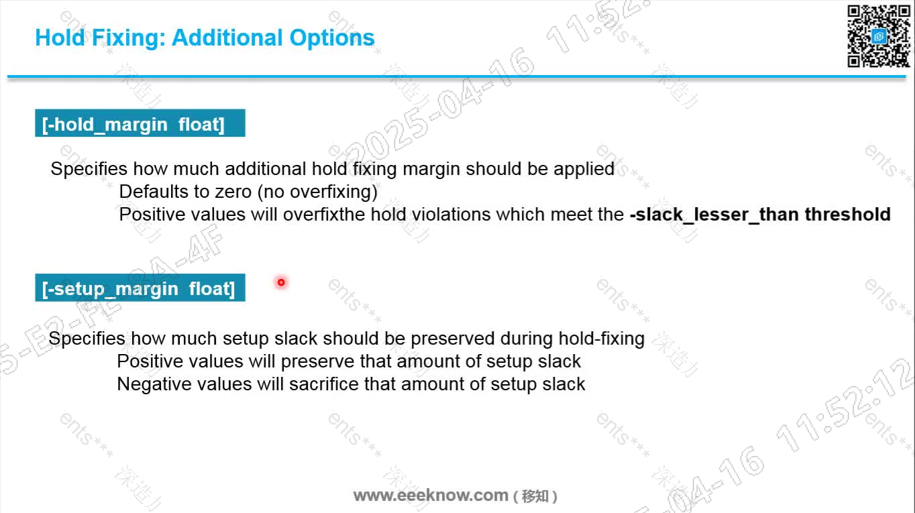 Hold Fixing: Additional Options
[-hold_margin float]
Specifies how much additional hold fixing margin should be applied
Defaults to zero (no overfixing)
Positive values will overfixthe hold violations which meet the -slack_lesser_than threshold
[-setup_margin float]
Specifies how much setup slack should be preserved during hold-fixing
Positive values will preserve that amount of setup slack
Negative values will sacrifice that amount of setup slack
www.eeeknow.com ( 移知 )
2025-04-16 11:52:
04-16 11:52:12
ents***
深造